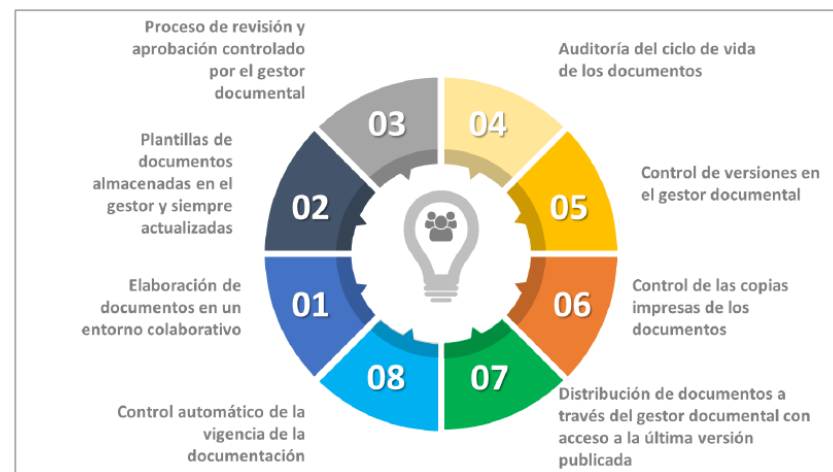 Proceso de revisión y
aprobación controlado
por el gestor
documental
03
04
Auditoría del ciclo de vida
de los documentos
Plantillas de
documentos
almacenadas en el
gestor y siempre
actualizadas
02
05
Control de versiones en
el gestor documental
Elaboración de
documentos en un
entorno colaborativo
01
06
Control de las copias
impresas de los
documentos
08
07
Control automático de la
vigencia de la
documentación
Distribución de documentos a
través del gestor documental con
acceso a la última versión
publicada